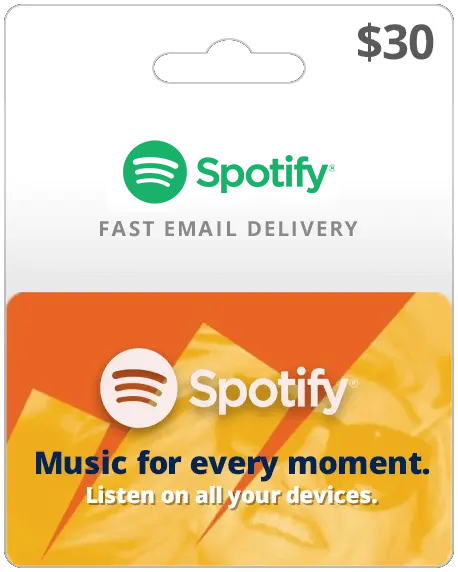 $30
Spotify®
FAST EMAIL DELIVERY
Spotify®
Music for every moment.
Listen on all your devices.